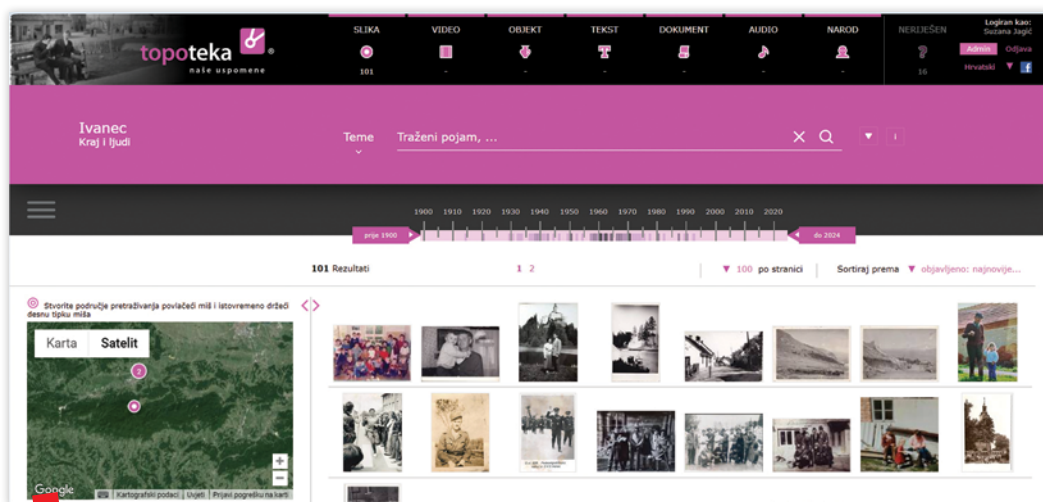 topoteka ®
naše uspomene
SLIKA
101
VIDEO
-
OBJEKT
-
TEKST
-
DOKUMENT
-
AUDIO
-
NAROD
-
NERIJEŠEN
16
Logiran kao:
Suzana Jagić
Admin Odjava
Hrvatski
Ivanec
Kraj i ljudi
Teme
Traženi pojam, ...
i
1900 1910 1920 1930 1940 1950 1960 1970 1980 1990 2000 2010 2020
prije 1900
do 2024
101 Rezultati
1 2
100 po stranici
Sortiraj prema objavljeno: najnovije...
Stvorite područje pretraživanja povlačeći miš i istovremeno držeći
desnu tipku miša
Karta Satelit
2
+
−
Google
Kartografski podaci Uvjeti Prijavi pogrešku na karti